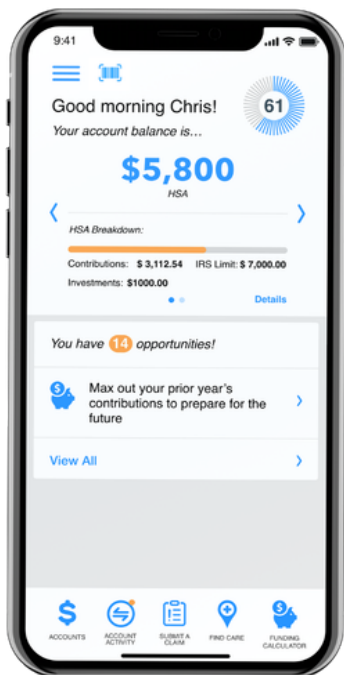 9:41
61
Good morning Chris!
Your account balance is...
$5,800
HSA
HSA Breakdown:
Contributions: $ 3,112.54 IRS Limit: $ 7,000.00
Investments: $1000.00
Details
You have 14 opportunities!
Max out your prior year's
contributions to prepare for the
future
View All
ACCOUNTS
ACCOUNT
ACTIVITY
SUBMIT A
CLAIM
FIND CARE
FUNDING
CALCULATOR